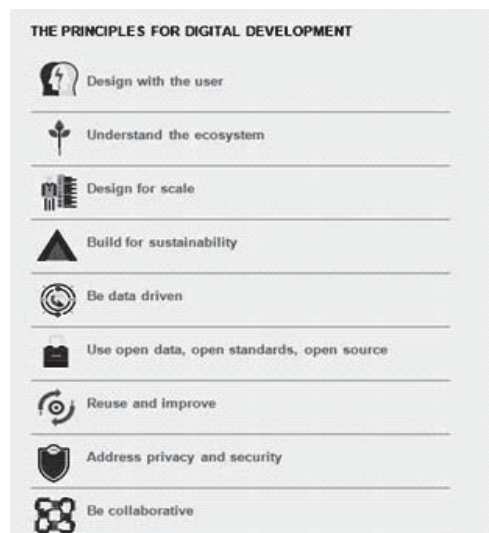 THE PRINCIPLES FOR DIGITAL DEVELOPMENT
Design with the user
Understand the ecosystem
Design for scale
Build for sustainability
Be data driven
Use open data, open standards, open source
Reuse and improve
Address privacy and security
Be collaborative